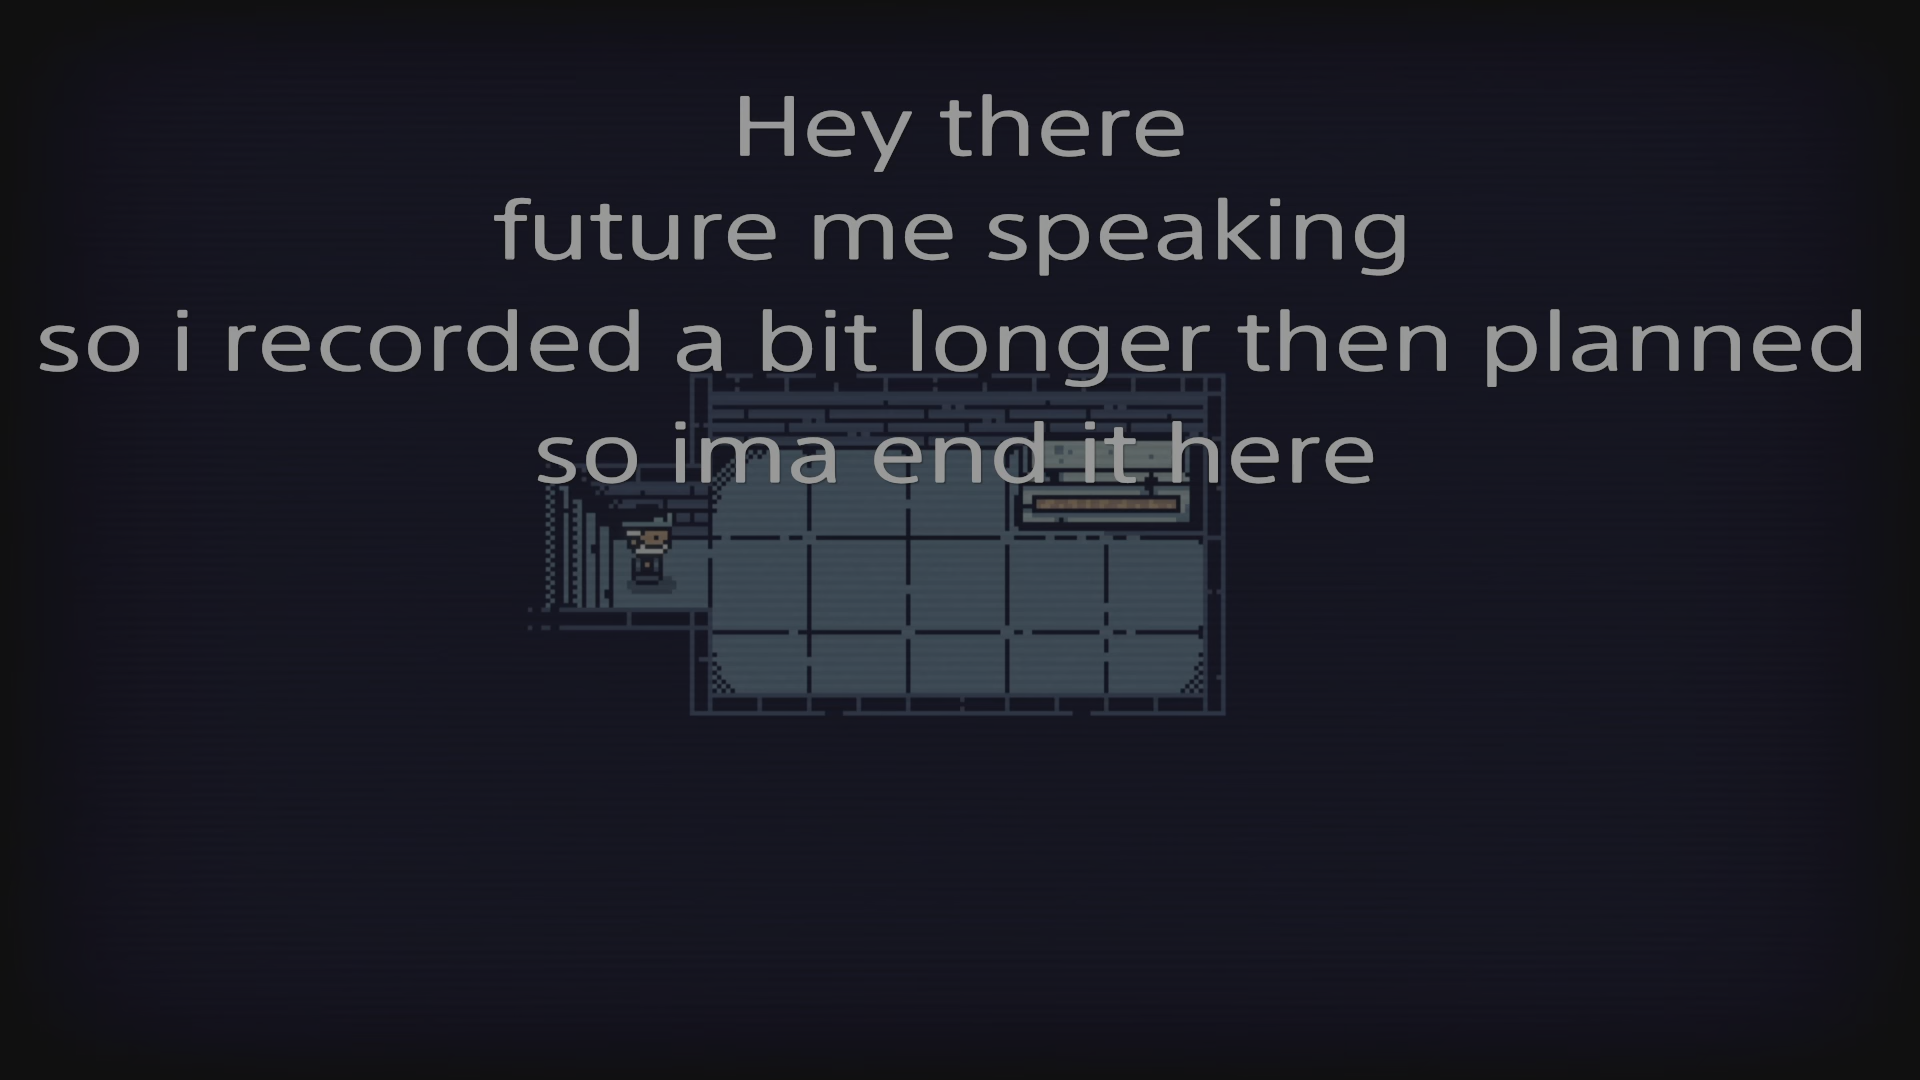 Hey there
future me speaking
so i recorded a bit longer then planned
so ima end it here